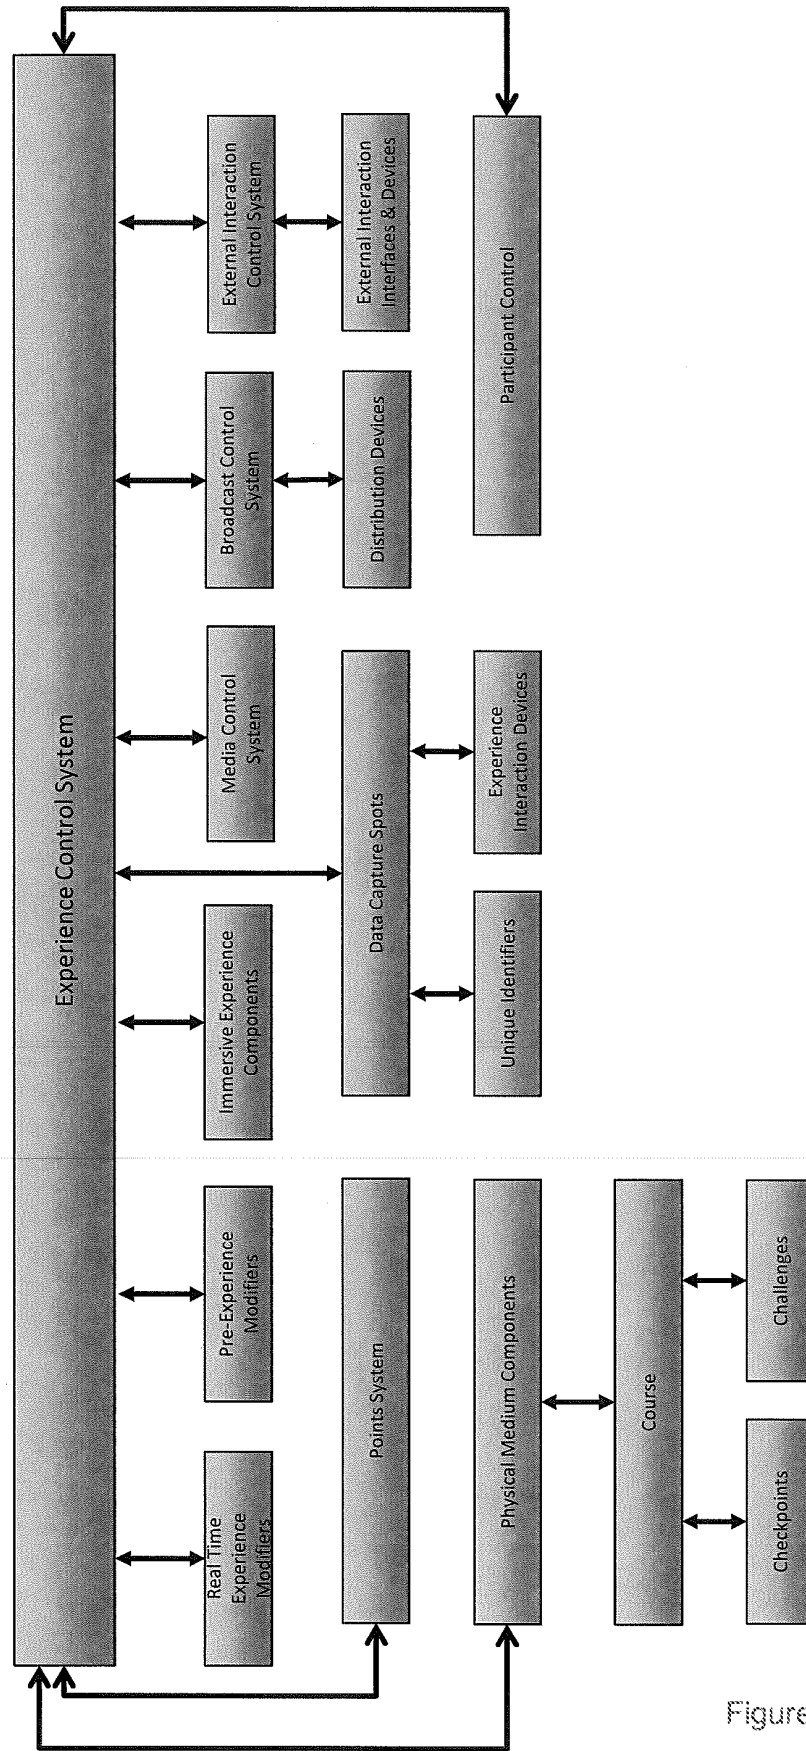 Experience Control System
Real Time
Experience
Modifiers
Pre-Experience
Modifiers
Immersive Experience
Components
Media Control
System
Broadcast Control
System
External Interaction
Control System
Points System
Data Capture Spots
Distribution Devices
External Interaction
Interfaces & Devices
Physical Medium Components
Unique Identifiers
Experience
Interaction Devices
Participant Control
Course
Checkpoints
Challenges
Figure